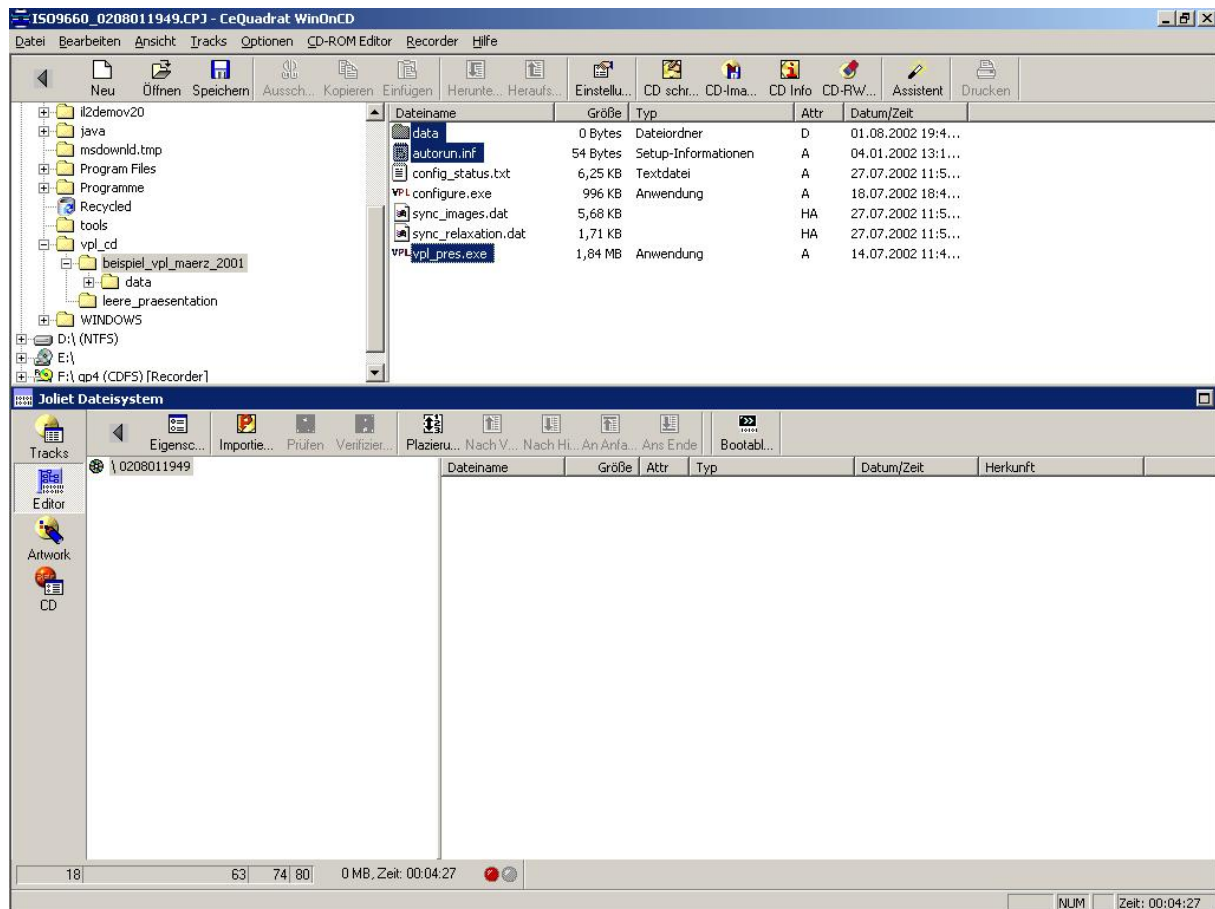 ISO9660_0208011949.CPJ - CeQuadrat WinOnCD
Datei Bearbeiten Ansicht Tracks Optionen CD-ROM Editor Recorder Hilfe
Neu Öffnen Speichern Aussch... Kopieren Einfügen Herunte... Heraufs... Einstellu... CD schr... CD-Ima... CD Info CD-RW... Assistent Drucken
il2demov20
java
msdownld.tmp
Program Files
Programme
Recycled
tools
vpl_cd
beispiel_vpl_maerz_2001
data
leere_praesentation
WINDOWS
D:\ (NTFS)
E:\
F:\ gp4 (CDFS) [Recorder]
Dateiname Größe Typ Attr Datum/Zeit
data 0 Bytes Dateiordner D 01.08.2002 19:4...
autorun.inf 54 Bytes Setup-Informationen A 04.01.2002 13:1...
config_status.txt 6,25 KB Textdatei A 27.07.2002 11:5...
VPL configure.exe 996 KB Anwendung A 18.07.2002 18:4...
sync_images.dat 5,68 KB HA 27.07.2002 11:5...
sync_relaxation.dat 1,71 KB HA 27.07.2002 11:5...
VPL vpl_pres.exe 1,84 MB Anwendung A 14.07.2002 11:4...
Joliet Dateisystem
Tracks
Editor
Artwork
CD
Eigensc... Importie... Prüfen Verifizier... Plazieru... Nach V... Nach Hi... An Anfa... Ans Ende Bootabl...
\ 0208011949
Dateiname Größe Attr Typ Datum/Zeit Herkunft
18 63 74 80 0 MB, Zeit: 00:04:27
NUM Zeit: 00:04:27